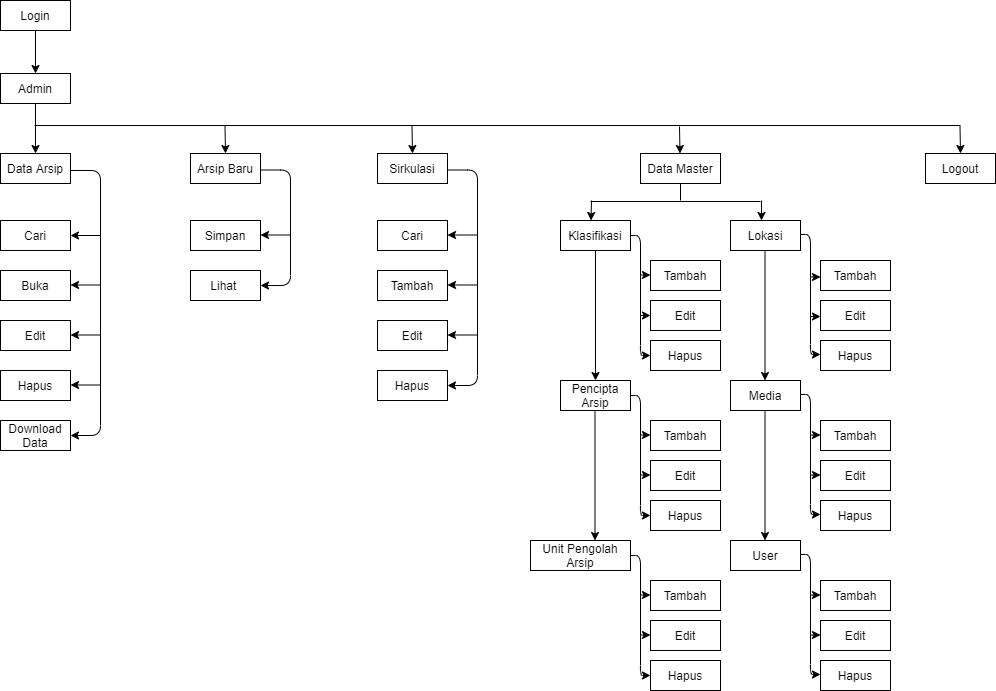 Login
Admin
Data Arsip
Arsip Baru
Sirkulasi
Data Master
Logout
Cari
Buka
Edit
Hapus
Download
Data
Simpan
Lihat
Cari
Tambah
Edit
Hapus
Klasifikasi
Tambah
Edit
Hapus
Pencipta
Arsip
Tambah
Edit
Hapus
Unit Pengolah
Arsip
Tambah
Edit
Hapus
Lokasi
Tambah
Edit
Hapus
Media
Tambah
Edit
Hapus
User
Tambah
Edit
Hapus